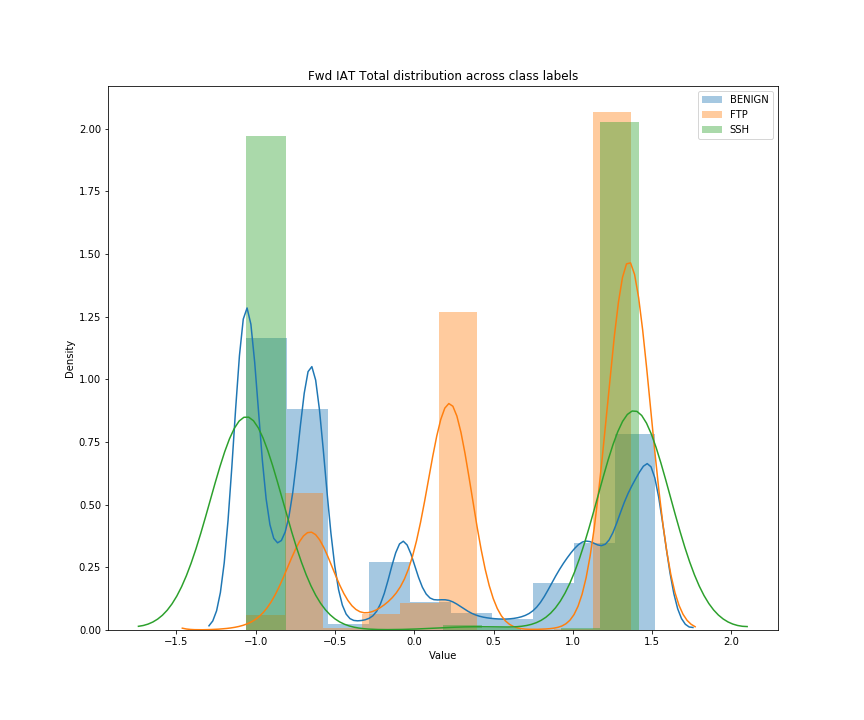 Fwd IAT Total distribution across class labels
BENIGN
FTP
SSH
2.00
1.75
1.50
1.25
1.00
0.75
0.50
0.25
0.00
Density
−1.5 −1.0 −0.5 0.0 0.5 1.0 1.5 2.0
Value